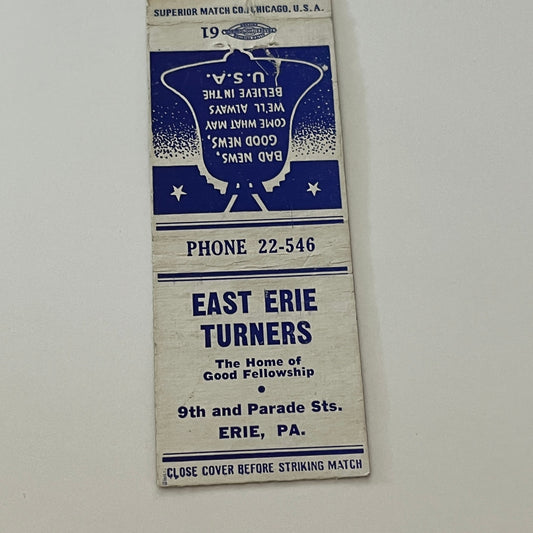 SUPERIOR MATCH CO., CHICAGO, U.S.A.
61
BAD NEWS,
GOOD NEWS,
COME WHAT MAY
WE'LL ALWAYS
BELIEVE IN THE
U.S.A.
PHONE 22-546
EAST ERIE
TURNERS
The Home of
Good Fellowship
•
9th and Parade Sts.
ERIE, PA.
CLOSE COVER BEFORE STRIKING MATCH